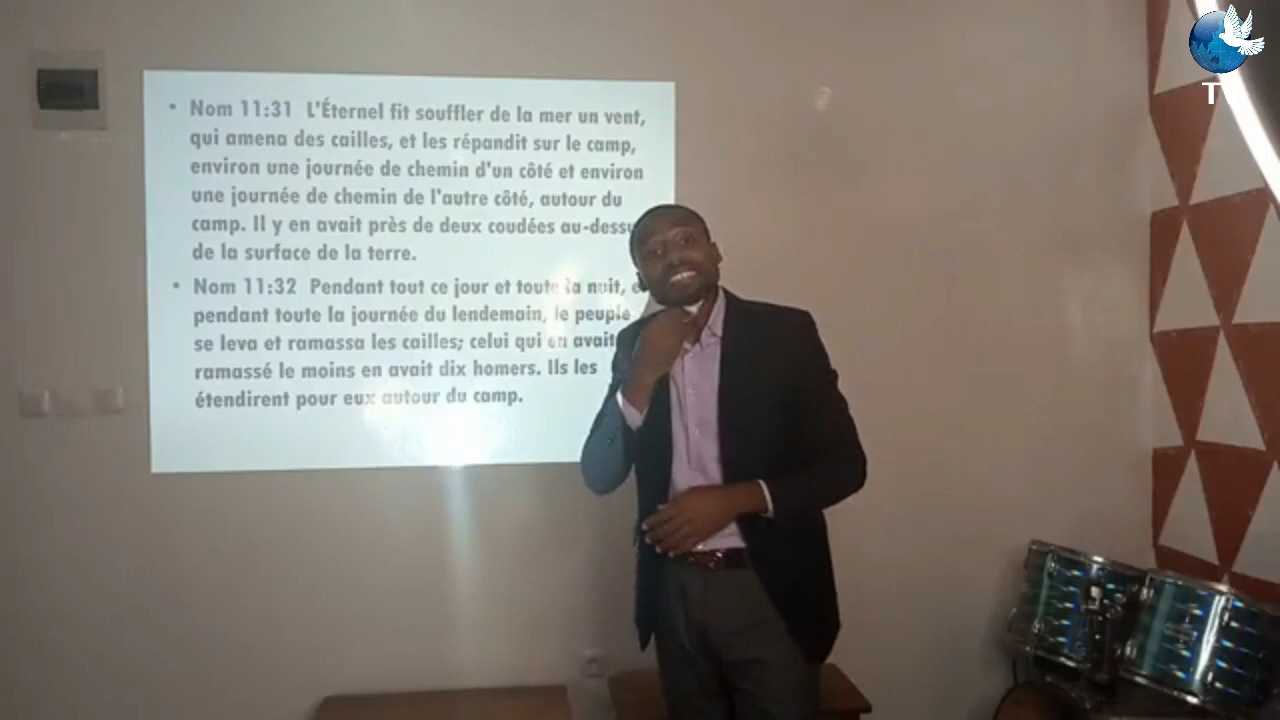 • Nom 11:31 L'Éternel fit souffler de la mer un vent,
qui amena des cailles, et les répandit sur le camp,
environ une journée de chemin d'un côté et environ
une journée de chemin de l'autre côté, autour du
camp. Il y en avait près de deux coudées au-dessu
de la surface de la terre.
• Nom 11:32 Pendant tout ce jour et toute la nuit, e
pendant toute la journée du lendemain, le peuple
se leva et ramassa les cailles; celui qui en avait
ramassé le moins en avait dix homers. Ils les
étendirent pour eux autour du camp.